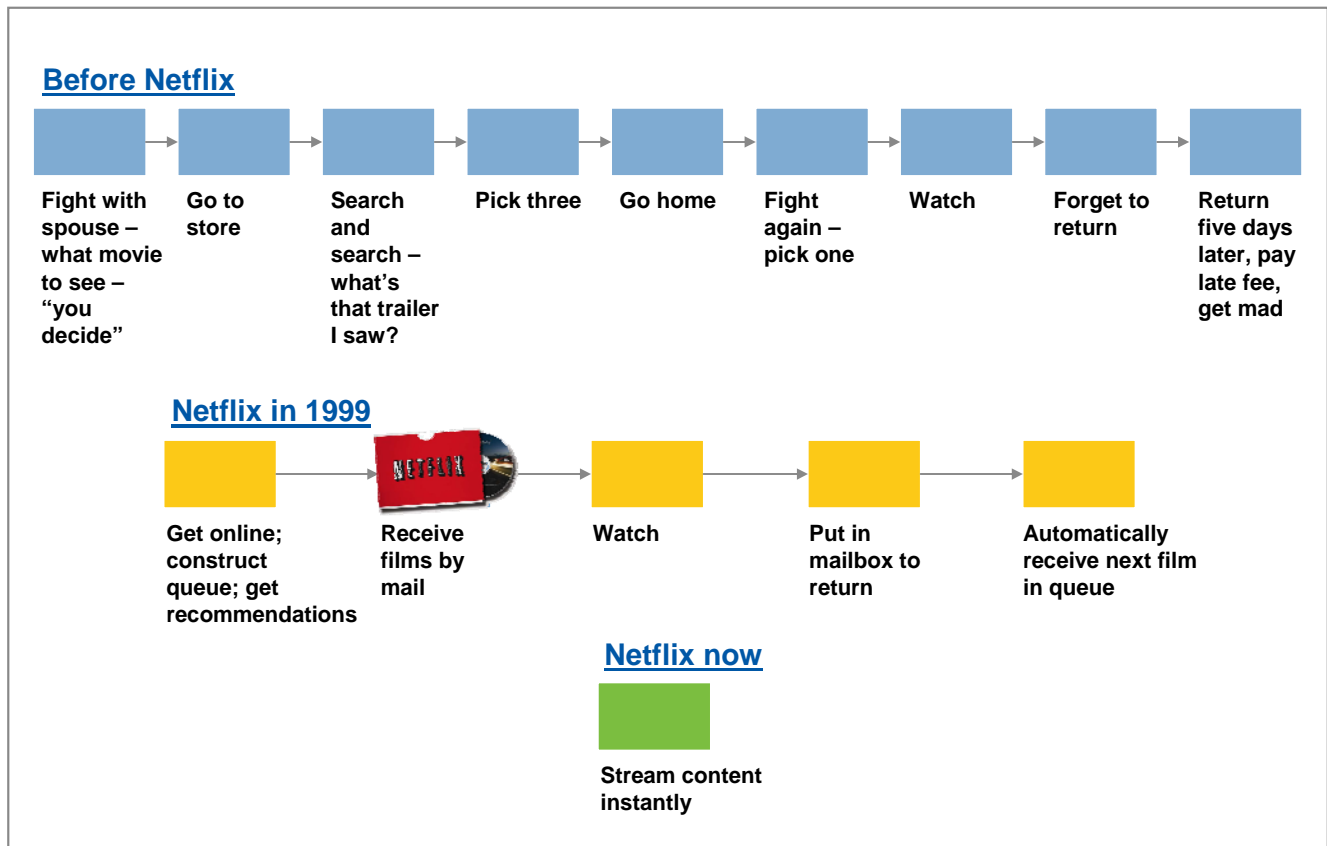 Before Netflix
Fight with
spouse –
what movie
to see –
“you
decide”
Go to
store
Search
and
search –
what’s
that trailer
I saw?
Pick three
Go home
Fight
again –
pick one
Watch
Forget to
return
Return
five days
later, pay
late fee,
get mad
Netflix in 1999
NETFLIX
Get online;
construct
queue; get
recommendations
Receive
films by
mail
Watch
Put in
mailbox to
return
Automatically
receive next film
in queue
Netflix now
Stream content
instantly